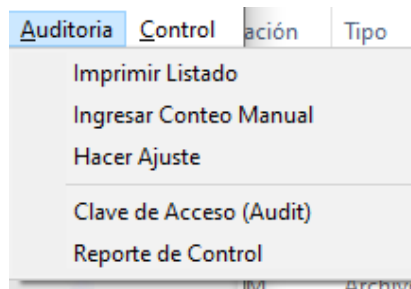 Auditoria Control ación Tipo
Imprimir Listado
Ingresar Conteo Manual
Hacer Ajuste
Clave de Acceso (Audit)
Reporte de Control